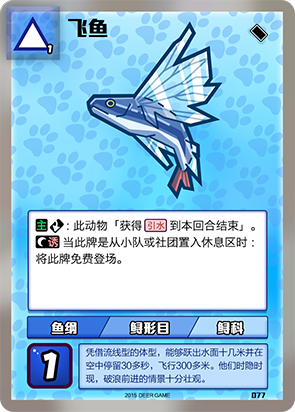 飞鱼
1
主 : 此动物「获得 引水 到本回合结束」。
诱 当此牌是从小队或社团置入休息区时:
将此牌免费登场。
鱼纲 鲟形目 鲟科
1
凭借流线型的体型，能够跃出水面十几米并在
空中停留30多秒，飞行300多米。他们时隐时
现，破浪前进的情景十分壮观。
2015 DEER GAME
077